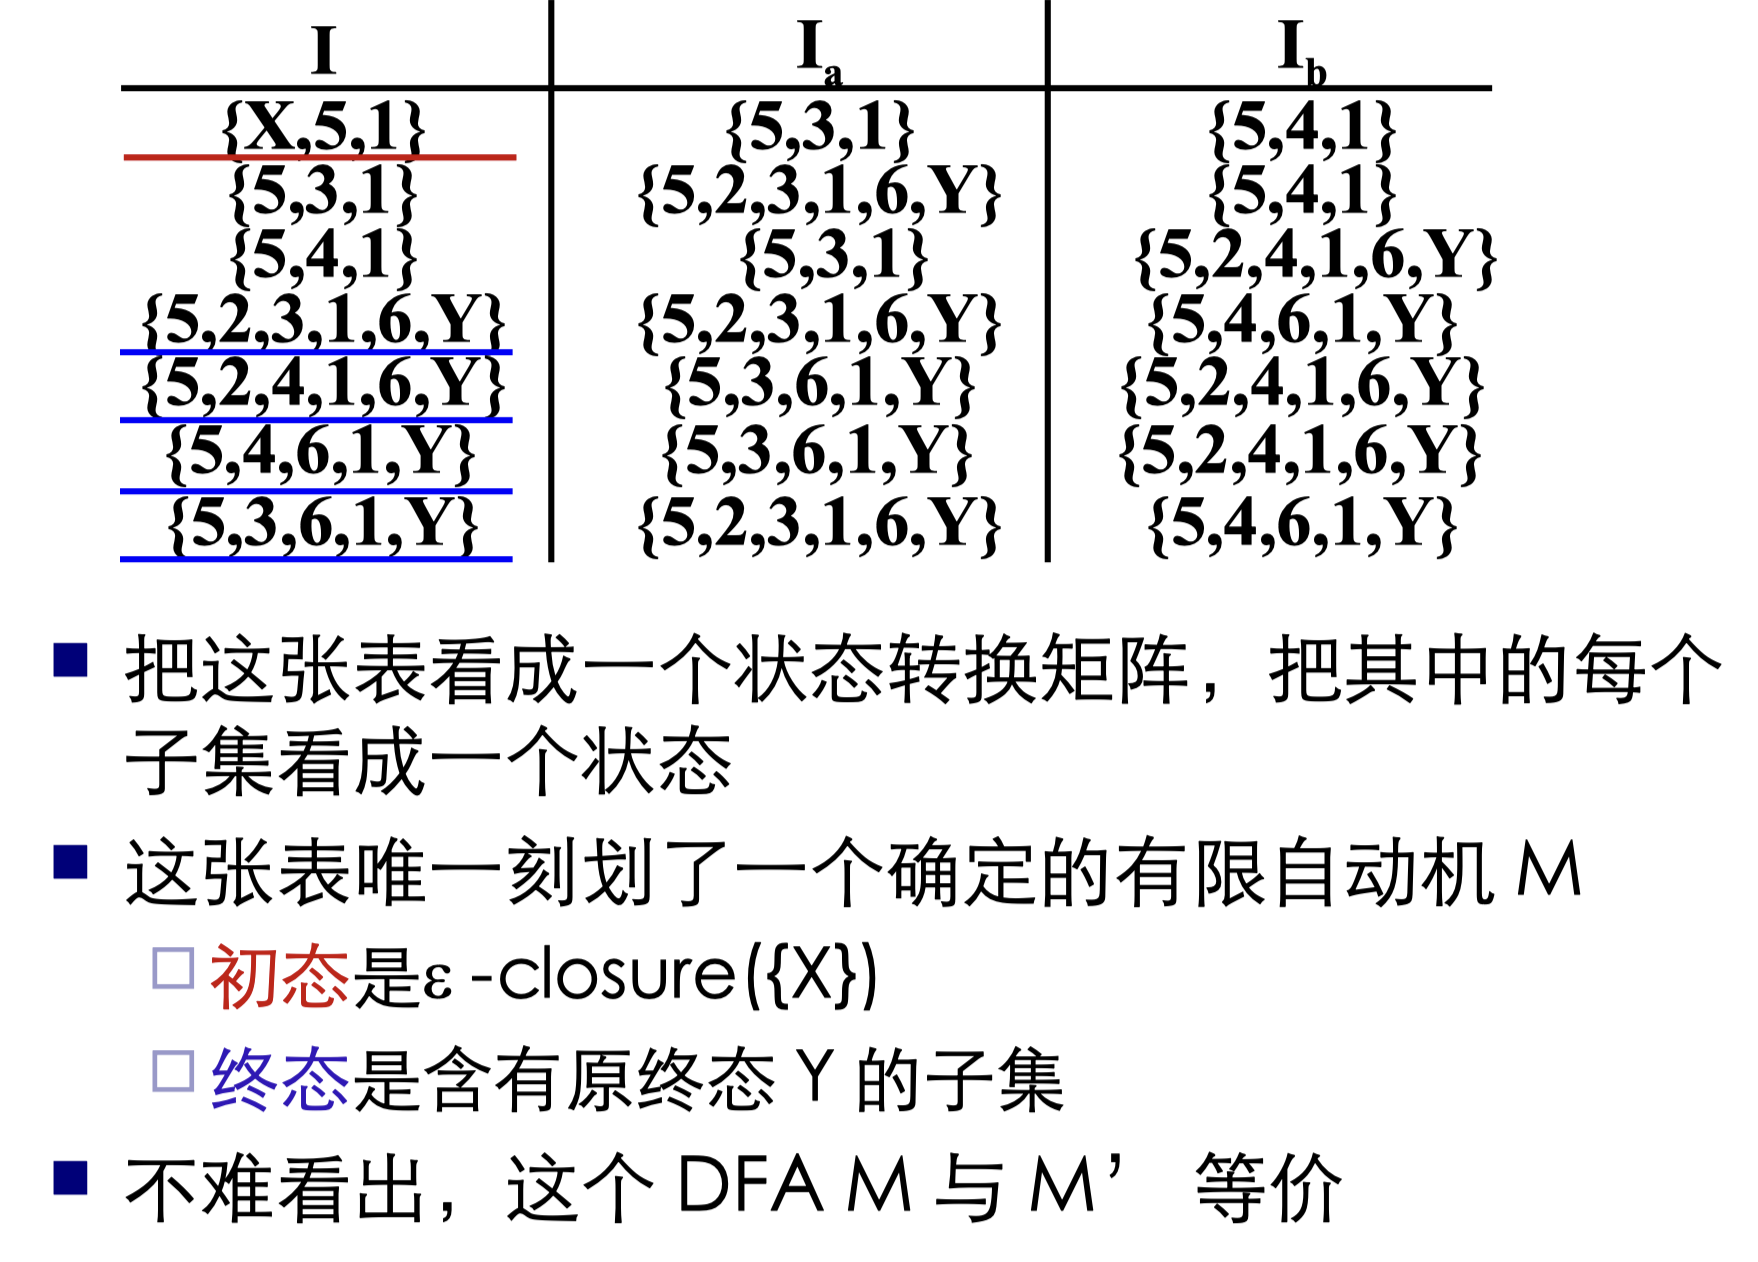 I Ia Ib
{X,5,1} {5,3,1} {5,4,1}
{5,3,1} {5,2,3,1,6,Y} {5,4,1}
{5,4,1} {5,3,1} {5,2,4,1,6,Y}
{5,2,3,1,6,Y} {5,2,3,1,6,Y} {5,4,6,1,Y}
{5,2,4,1,6,Y} {5,3,6,1,Y} {5,2,4,1,6,Y}
{5,4,6,1,Y} {5,3,6,1,Y} {5,2,4,1,6,Y}
{5,3,6,1,Y} {5,2,3,1,6,Y} {5,4,6,1,Y}
把这张表看成一个状态转换矩阵，把其中的每个
子集看成一个状态
这张表唯一刻划了一个确定的有限自动机 M
初态是ε -closure({X})
终态是含有原终态 Y 的子集
不难看出，这个 DFA M 与 M’ 等价